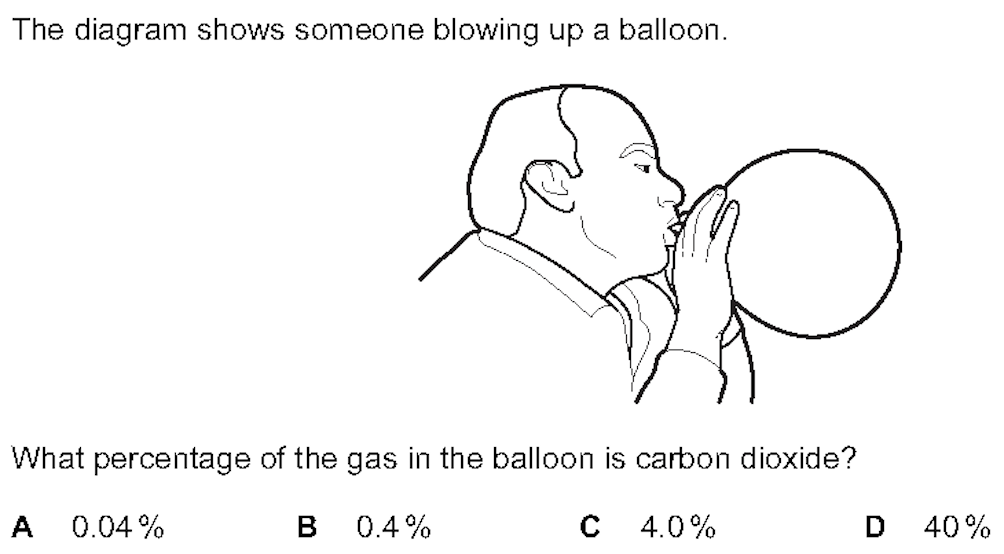 The diagram shows someone blowing up a balloon.
What percentage of the gas in the balloon is carbon dioxide?
A 0.04 % B 0.4 % C 4.0 % D 40 %